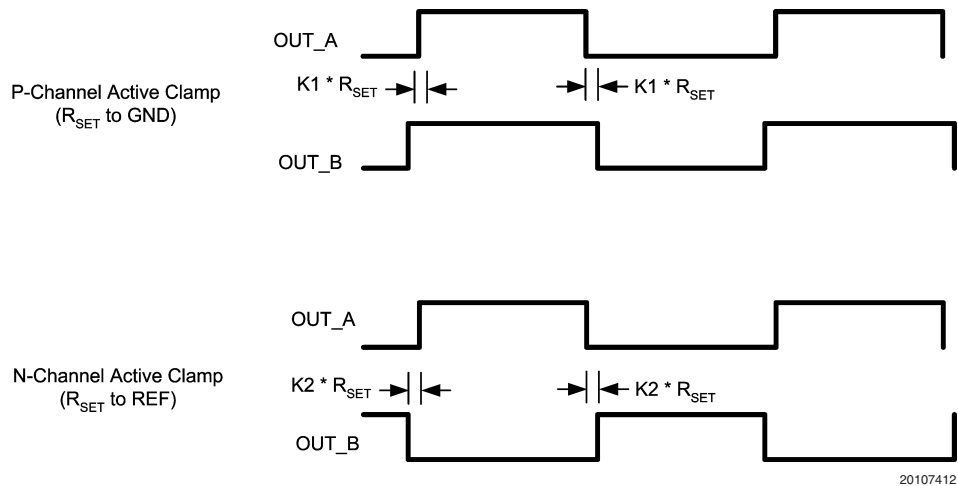 OUT_A
K1 * RSET
K1 * RSET
P-Channel Active Clamp
(RSET to GND)
OUT_B
OUT_A
N-Channel Active Clamp
(RSET to REF)
K2 * RSET
K2 * RSET
OUT_B
20107412